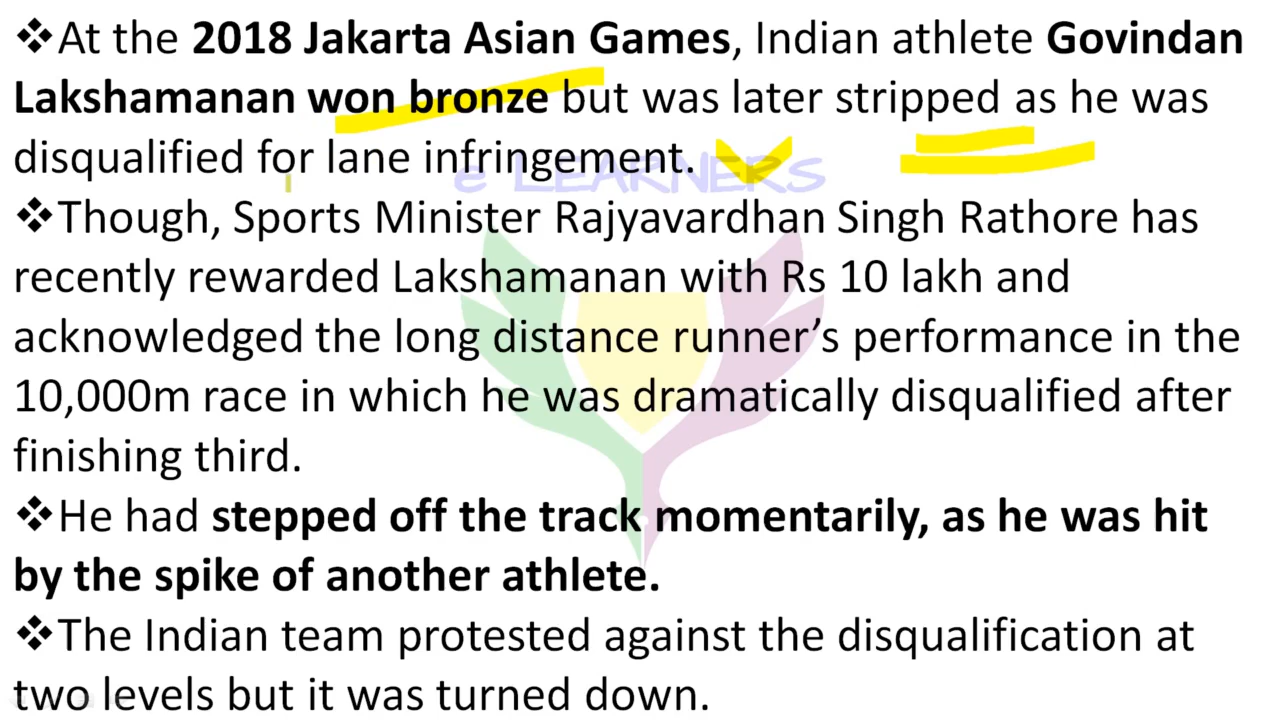 ❖At the 2018 Jakarta Asian Games, Indian athlete Govindan
Lakshamanan won bronze but was later stripped as he was
disqualified for lane infringement.
e LEARNERS
❖Though, Sports Minister Rajyavardhan Singh Rathore has
recently rewarded Lakshamanan with Rs 10 lakh and
acknowledged the long distance runner’s performance in the
10,000m race in which he was dramatically disqualified after
finishing third.
❖He had stepped off the track momentarily, as he was hit
by the spike of another athlete.
❖The Indian team protested against the disqualification at
two levels but it was turned down.